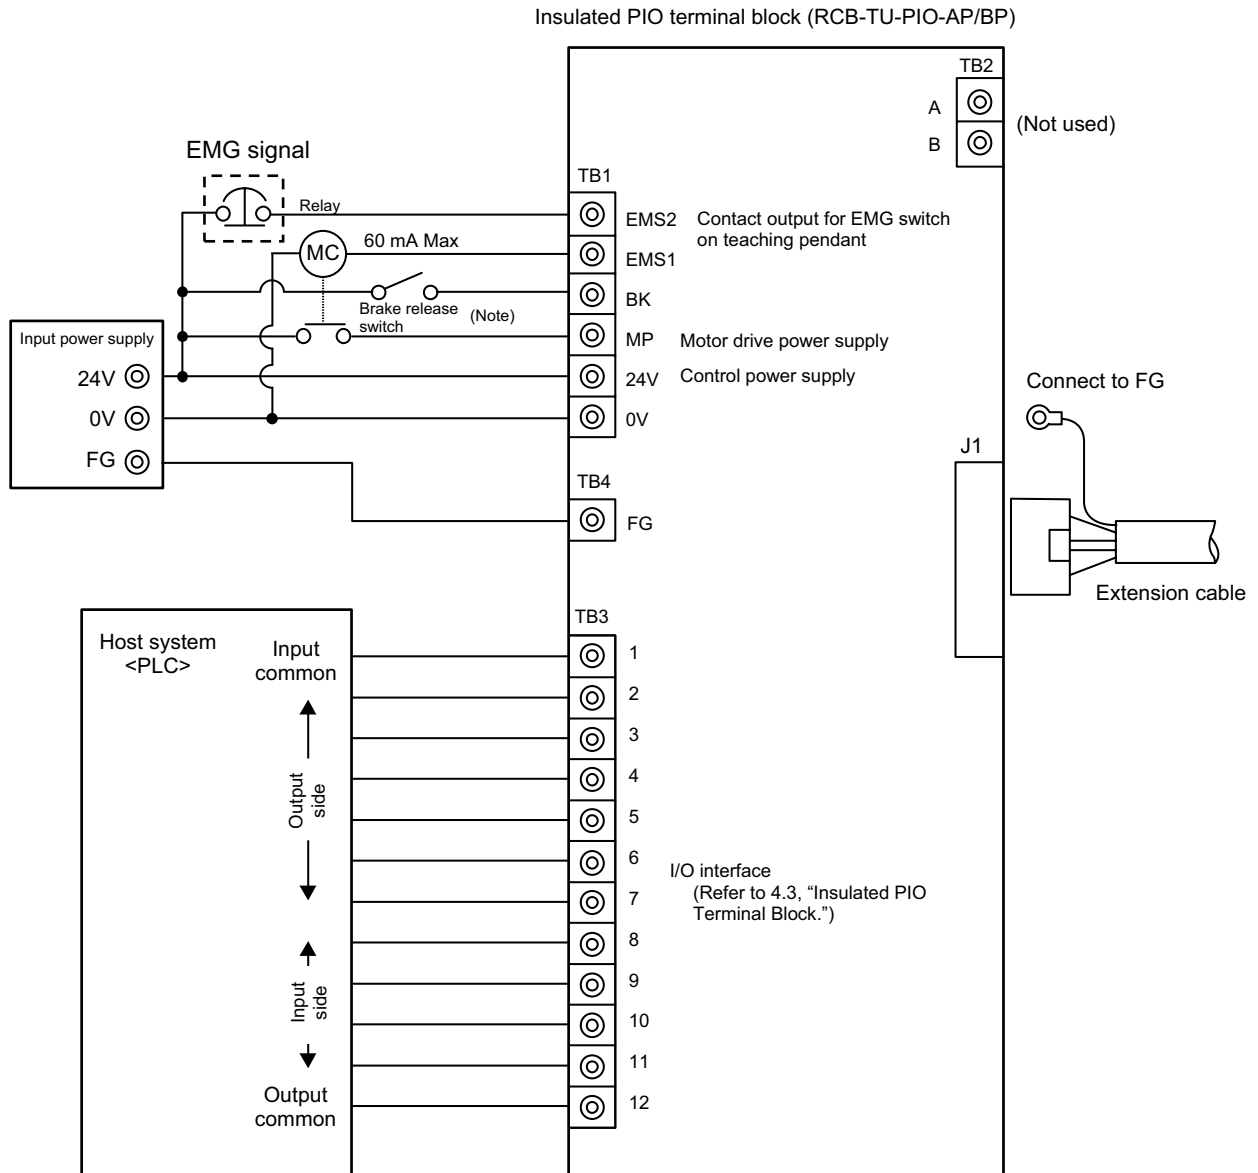 Insulated PIO terminal block (RCB-TU-PIO-AP/BP)
TB2
A
B
(Not used)
EMG signal
TB1
Relay
EMS2
Contact output for EMG switch
on teaching pendant
MC
60 mA Max
EMS1
BK
Brake release
switch
(Note)
MP
Motor drive power supply
Input power supply
24V
24V
Control power supply
0V
0V
FG
Connect to FG
J1
TB4
FG
Extension cable
TB3
Host system
<PLC>
Input
common
1
2
3
4
5
6
7
8
9
10
11
12
Output
side
Input
side
Output
common
I/O interface
(Refer to 4.3, “Insulated PIO
Terminal Block.”)